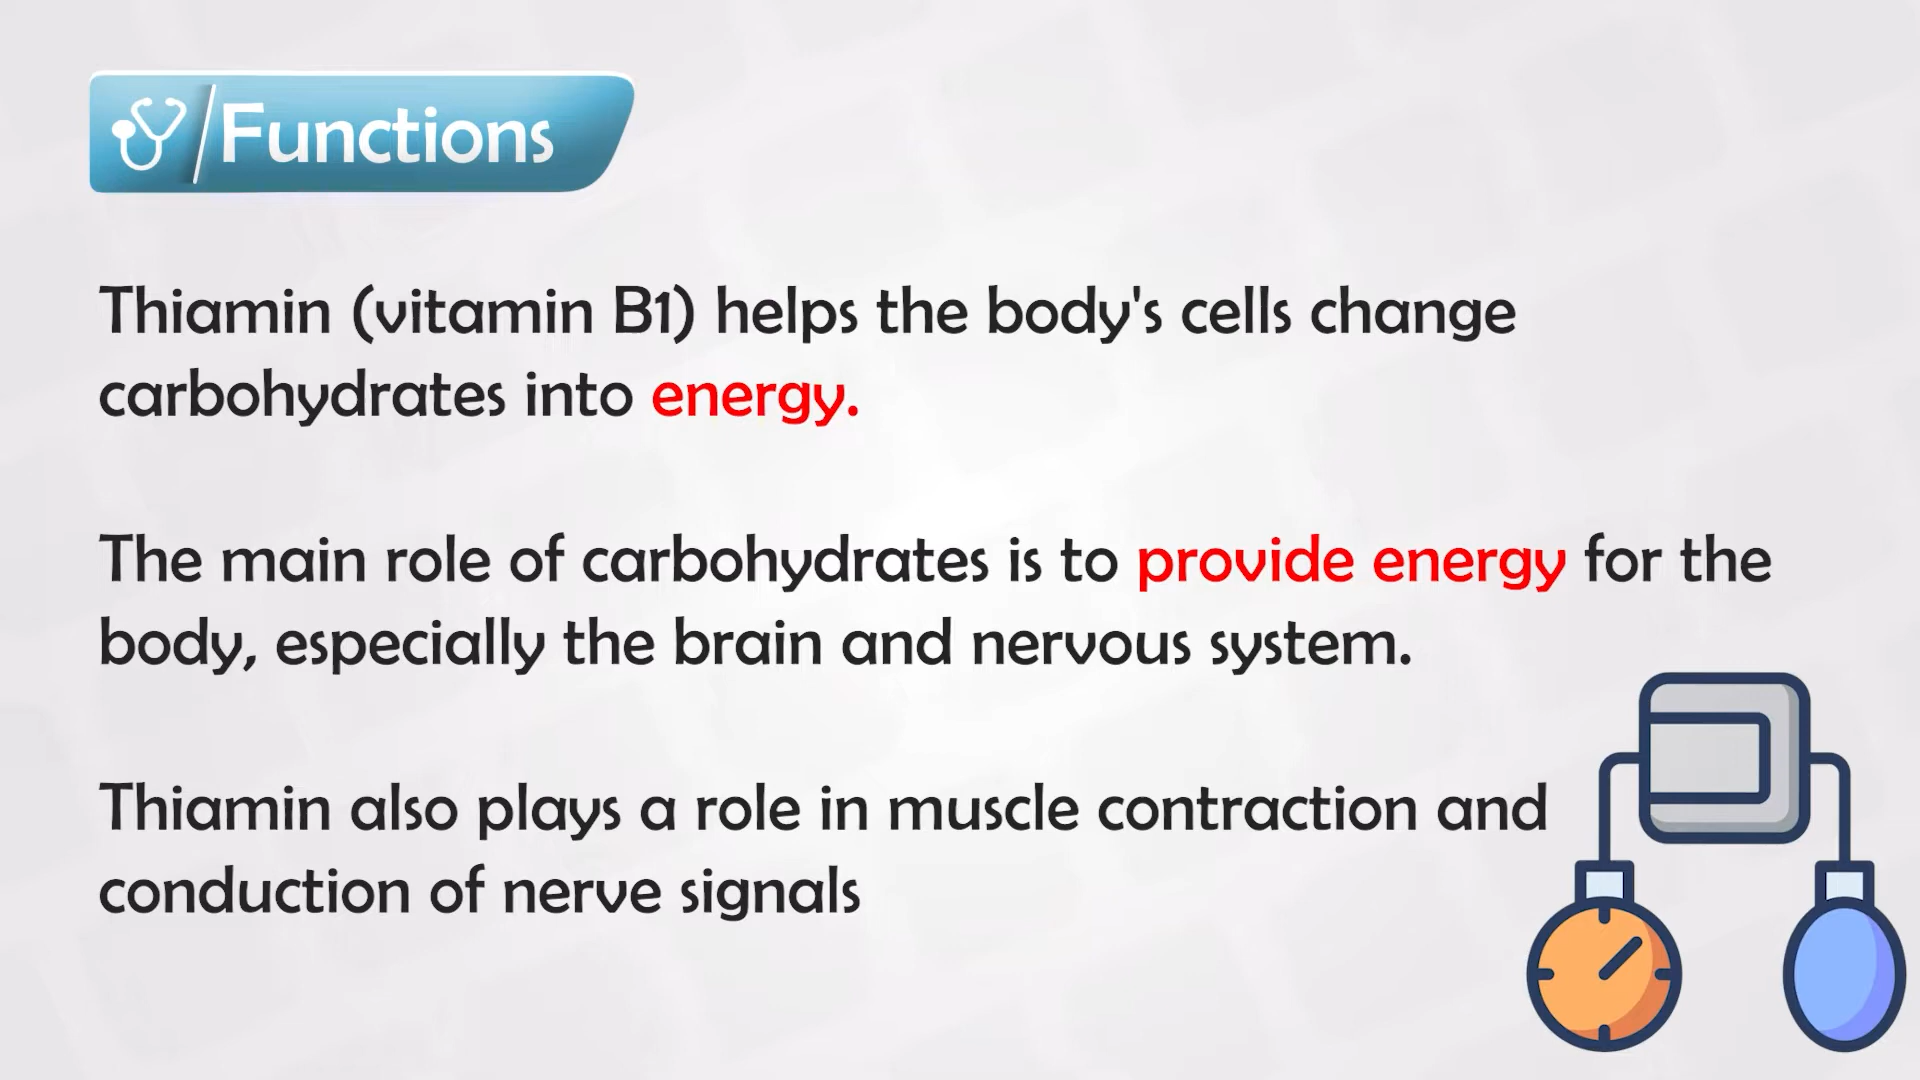 Functions
Thiamin (vitamin B1) helps the body's cells change
carbohydrates into energy.
The main role of carbohydrates is to provide energy for the
body, especially the brain and nervous system.
Thiamin also plays a role in muscle contraction and
conduction of nerve signals